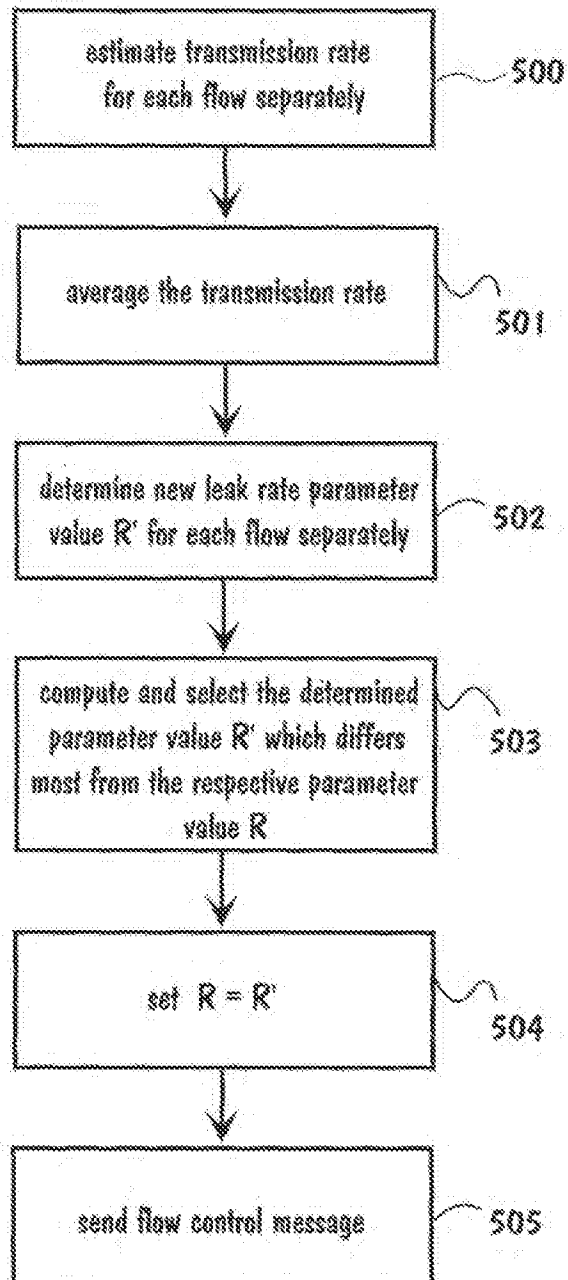 estimate transmission rate
for each flow separately
500
average the transmission rate
501
determine new leak rate parameter
value R' for each flow separately
502
compute and select the determined
parameter value R' which differs
most from the respective parameter
value R
503
set R = R'
504
send flow control message
505